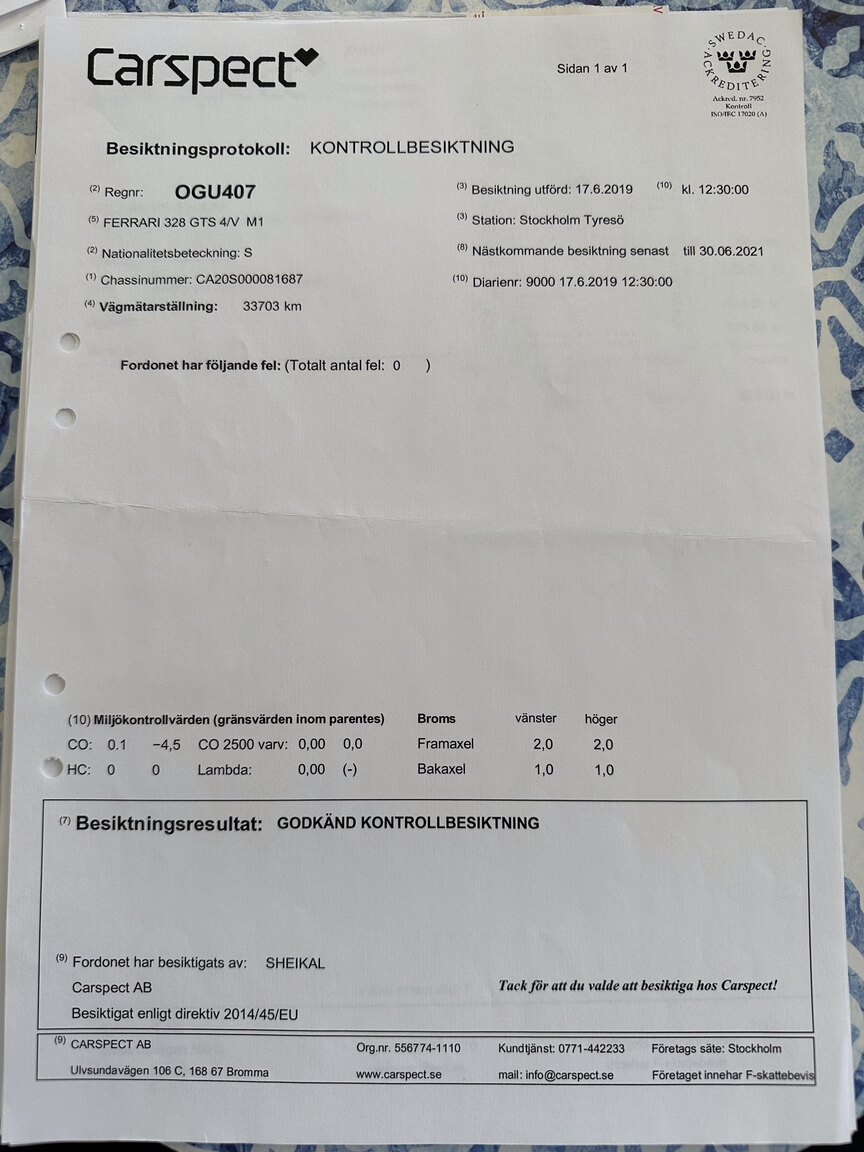 Carspect
Sidan 1 av 1
SWEDAC ACKREDITERING
Ackred. nr. 7952
Kontroll
ISO/IEC 17020 (A)
Besiktningsprotokoll: KONTROLLBESIKTNING
(2) Regnr: OGU407
(3) Besiktning utförd: 17.6.2019 (10) kl. 12:30:00
(5) FERRARI 328 GTS 4/V M1
(3) Station: Stockholm Tyresö
(2) Nationalitetsbeteckning: S
(8) Nästkommande besiktning senast till 30.06.2021
(1) Chassinummer: CA20S000081687
(10) Diarienr: 9000 17.6.2019 12:30:00
(4) Vägmätarställning: 33703 km
Fordonet har följande fel: (Totalt antal fel: 0 )
(10) Miljökontrollvärden (gränsvärden inom parentes) Broms vänster höger
CO: 0.1 −4,5 CO 2500 varv: 0,00 0,0 Framaxel 2,0 2,0
HC: 0 0 Lambda: 0,00 (-) Bakaxel 1,0 1,0
(7) Besiktningsresultat: GODKÄND KONTROLLBESIKTNING
(9) Fordonet har besiktigats av: SHEIKAL
Carspect AB
Tack för att du valde att besiktiga hos Carspect!
Besiktigat enligt direktiv 2014/45/EU
(9) CARSPECT AB Org.nr. 556774-1110 Kundtjänst: 0771-442233 Företags säte: Stockholm
Ulvsundavägen 106 C, 168 67 Bromma www.carspect.se mail: info@carspect.se Företaget innehar F-skattebevis